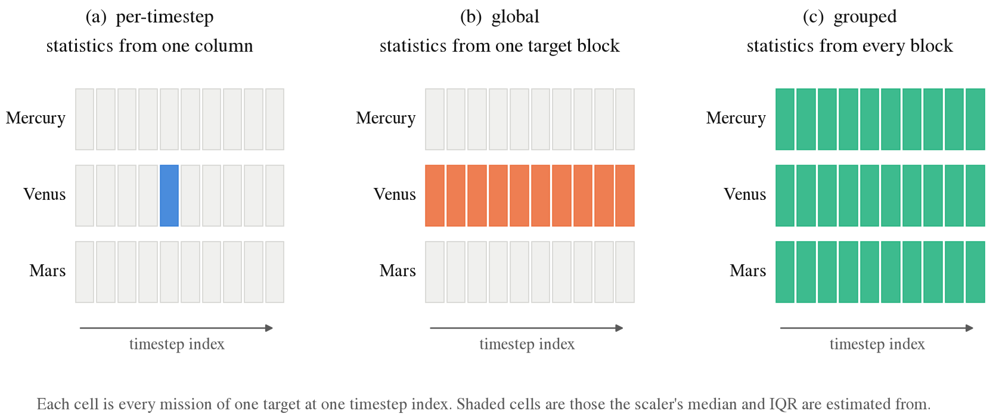 (a) per-timestep
statistics from one column
Mercury
Venus
Mars
timestep index
(b) global
statistics from one target block
Mercury
Venus
Mars
timestep index
(c) grouped
statistics from every block
Mercury
Venus
Mars
timestep index
Each cell is every mission of one target at one timestep index. Shaded cells are those the scaler's median and IQR are estimated from.